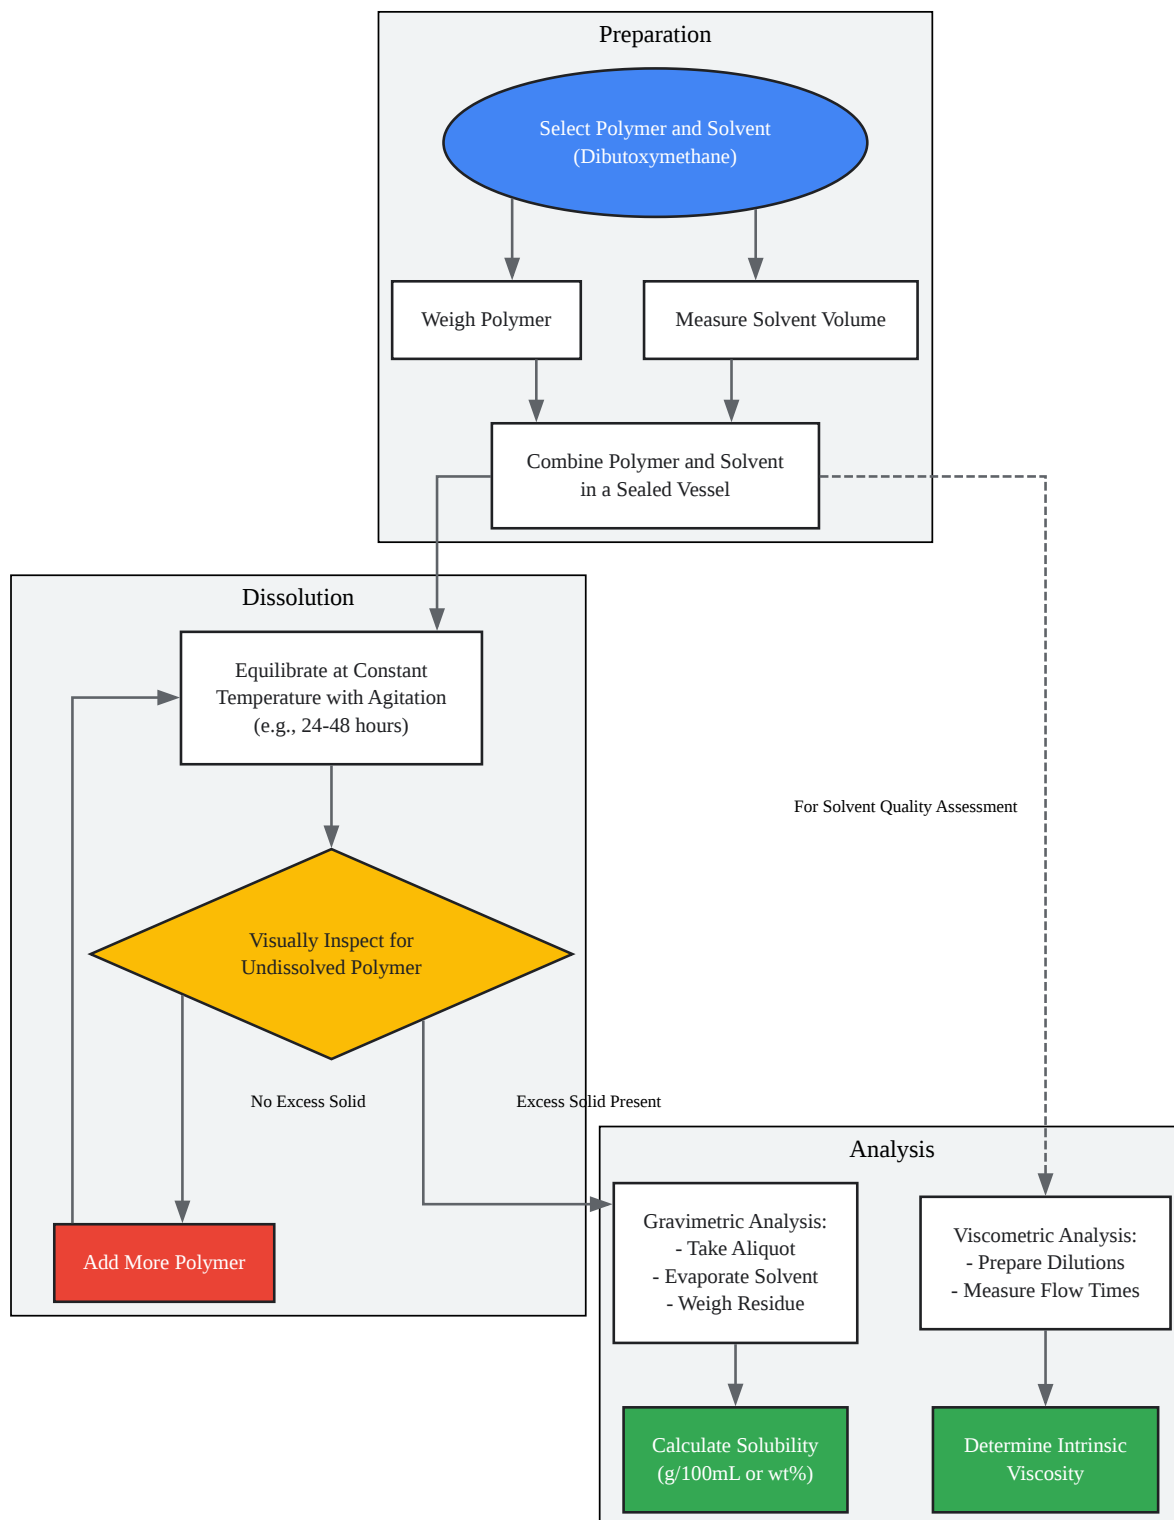 Preparation
Select Polymer and Solvent
(Dibutoxymethane)
Weigh Polymer
Measure Solvent Volume
Combine Polymer and Solvent
in a Sealed Vessel
Dissolution
Equilibrate at Constant
Temperature with Agitation
(e.g., 24-48 hours)
For Solvent Quality Assessment
Visually Inspect for
Undissolved Polymer
No Excess Solid
Excess Solid Present
Add More Polymer
Analysis
Gravimetric Analysis:
- Take Aliquot
- Evaporate Solvent
- Weigh Residue
Viscometric Analysis:
- Prepare Dilutions
- Measure Flow Times
Calculate Solubility
(g/100mL or wt%)
Determine Intrinsic
Viscosity